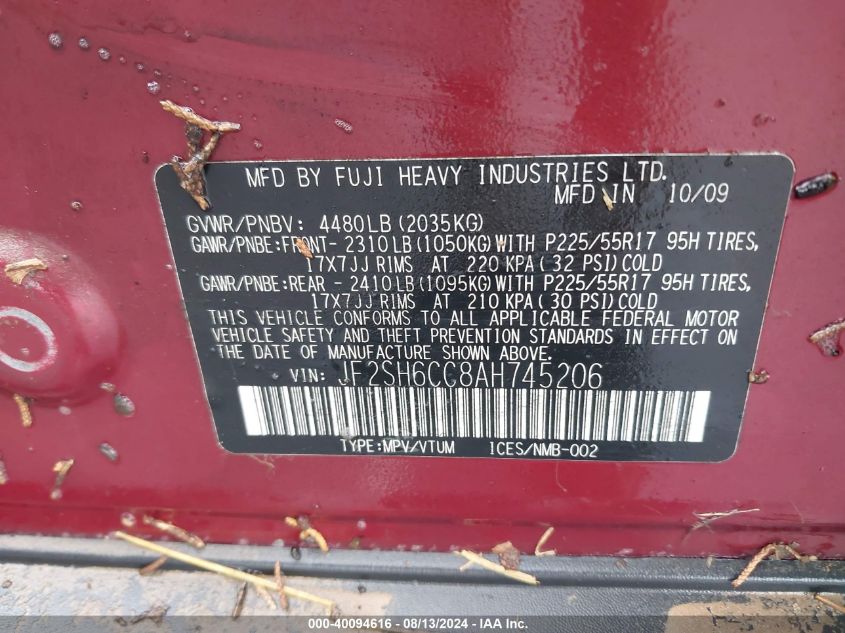 MFD BY FUJI HEAVY INDUSTRIES LTD.
MFD IN 10/09
GVWR/PNBV: 4480LB (2035KG)
GAWR/PNBE:FRONT- 2310LB (1050KG) WITH P225/55R17 95H TIRES,
17X7JJ RIMS AT 220 KPA ( 32 PSI ) COLD
GAWR/PNBE:REAR - 2410LB (1095KG) WITH P225/55R17 95H TIRES,
17X7JJ RIMS AT 210 KPA ( 30 PSI ) COLD
THIS VEHICLE CONFORMS TO ALL APPLICABLE FEDERAL MOTOR
VEHICLE SAFETY AND THEFT PREVENTION STANDARDS IN EFFECT ON
THE DATE OF MANUFACTURE SHOWN ABOVE.
VIN: JF2SH6CC8AH745206
TYPE:MPV/VTUM ICES/NMB-002
000-40094616 - 08/13/2024 - IAAI.com